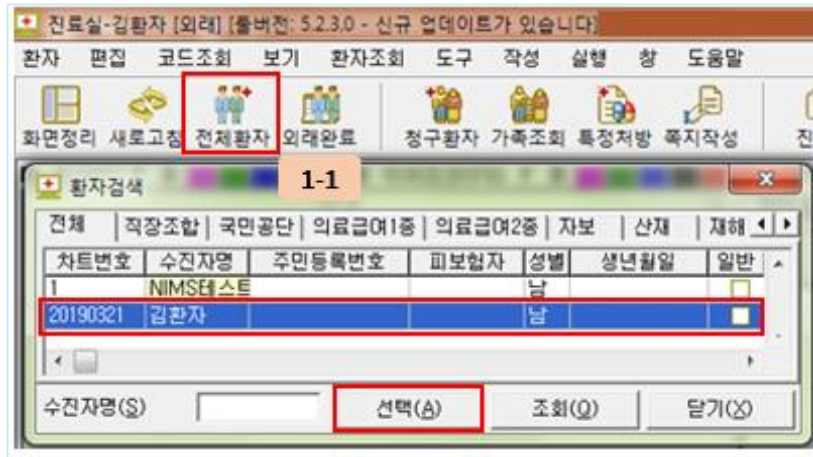 진료실-김환자 [외래] [툴버전: 5.2.3.0 - 신규 업데이트가 있습니다]
환자 편집 코드조회 보기 환자조회 도구 작성 실행 창 도움말
화면정리 새로고침 전체환자 외래완료 청구환자 가족조회 특정처방 쪽지작성 진
1-1
환자검색
전체 직장조합 국민공단 의료급여1종 의료급여2종 자보 산재 재해
차트번호 수진자명 주민등록번호 피보험자 성별 생년월일 일반
1 NIMS테스트 남
20190321 김환자 남
수진자명(S) 선택(A) 조회(Q) 닫기(X)